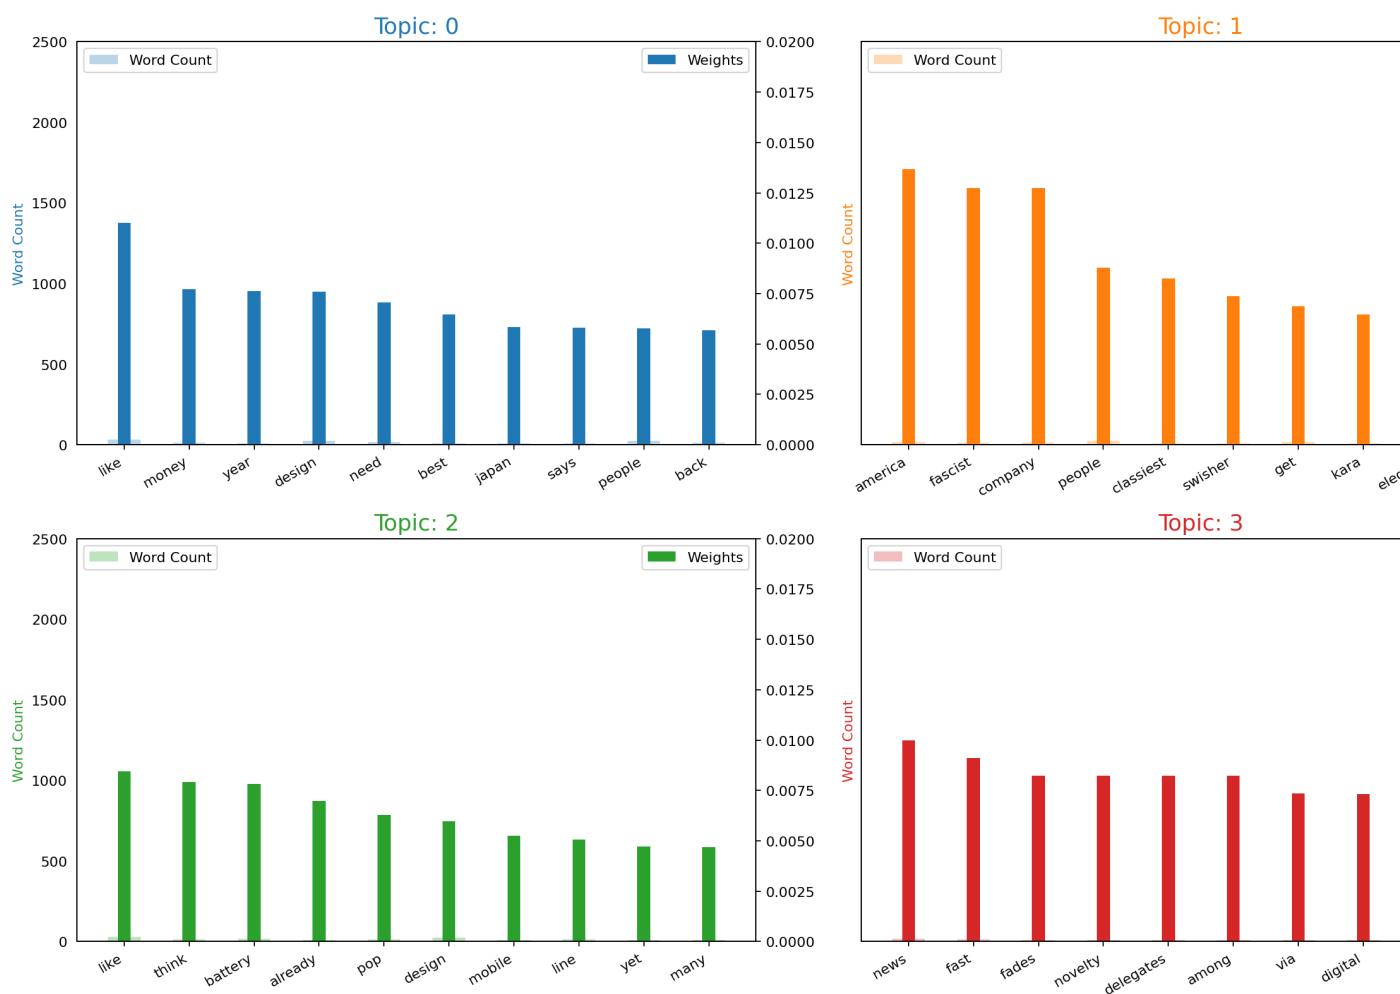 Topic: 0
Word Count
Weights
Word Count
2500
2000
1500
1000
500
0
0.0200
0.0175
0.0150
0.0125
0.0100
0.0075
0.0050
0.0025
0.0000
like money year design need best japan says people back
Topic: 1
Word Count
Word Count
america fascist company people classiest swisher get kara
Topic: 2
Word Count
Weights
Word Count
2500
2000
1500
1000
500
0
0.0200
0.0175
0.0150
0.0125
0.0100
0.0075
0.0050
0.0025
0.0000
like think battery already pop design mobile line yet many
Topic: 3
Word Count
Word Count
news fast fades novelty delegates among via digital